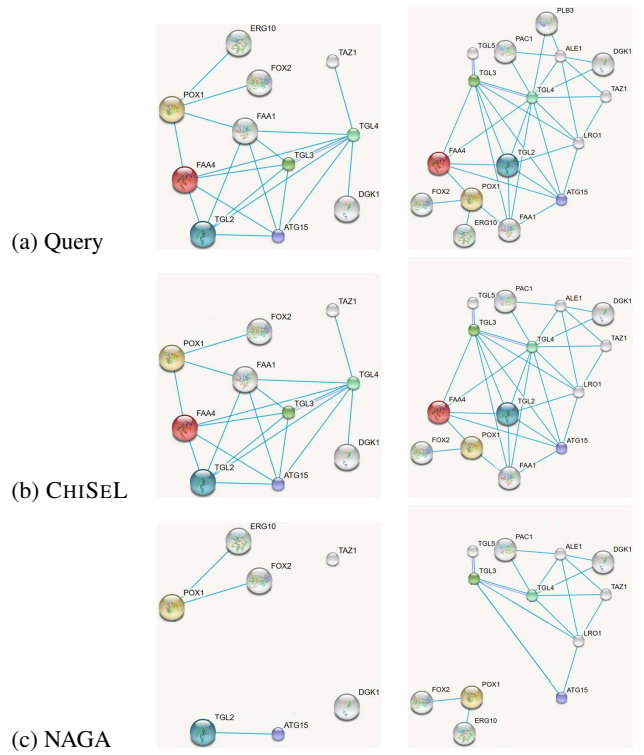 ERG10
TAZ1
FOX2
POX1
FAA1
TGL4
TGL3
FAA4
DGK1
TGL2
ATG15
PLB3
TGL5
PAC1
ALE1
DGK1
TGL3
TGL4
TAZ1
LRO1
FAA4
TGL2
FOX2
POX1
ATG15
ERG10
FAA1
(a) Query
TAZ1
FOX2
POX1
FAA1
TGL4
TGL3
FAA4
DGK1
TGL2
ATG15
TGL5
PAC1
ALE1
DGK1
TGL3
TGL4
TAZ1
LRO1
FAA4
TGL2
FOX2
POX1
ATG15
FAA1
(b) CHISEL
ERG10
TAZ1
FOX2
POX1
DGK1
TGL2
ATG15
TGL5
PAC1
ALE1
DGK1
TGL3
TGL4
TAZ1
LRO1
FOX2
POX1
ATG15
ERG10
(c) NAGA